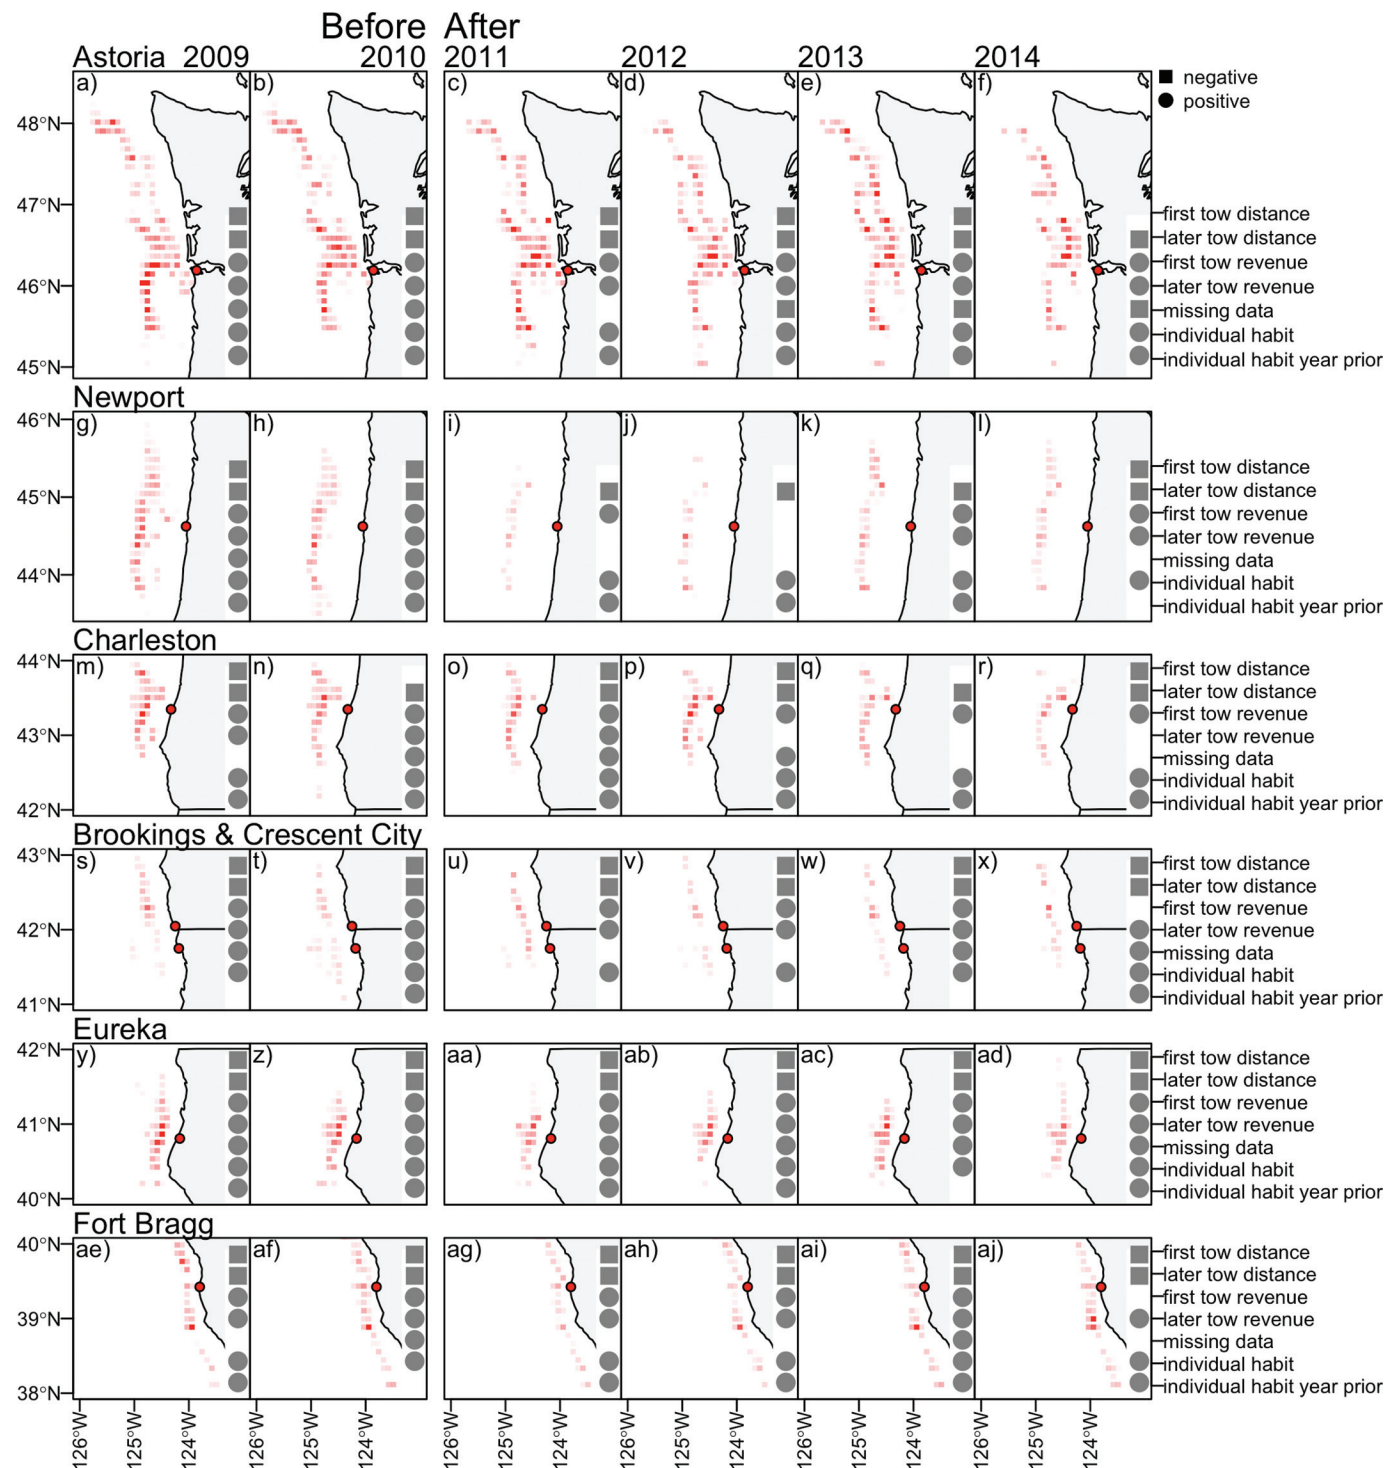 Before After
Astoria 2009 2010 2011 2012 2013 2014
a) b) c) d) e) f)
negative
positive
48°N
47°N
46°N
45°N
first tow distance
later tow distance
first tow revenue
later tow revenue
missing data
individual habit
individual habit year prior
Newport
g) h) i) j) k) l)
46°N
45°N
44°N
first tow distance
later tow distance
first tow revenue
later tow revenue
missing data
individual habit
individual habit year prior
Charleston
m) n) o) p) q) r)
44°N
43°N
42°N
first tow distance
later tow distance
first tow revenue
later tow revenue
missing data
individual habit
individual habit year prior
Brookings & Crescent City
s) t) u) v) w) x)
43°N
42°N
41°N
first tow distance
later tow distance
first tow revenue
later tow revenue
missing data
individual habit
individual habit year prior
Eureka
y) z) aa) ab) ac) ad)
42°N
41°N
40°N
first tow distance
later tow distance
first tow revenue
later tow revenue
missing data
individual habit
individual habit year prior
Fort Bragg
ae) af) ag) ah) ai) aj)
40°N
39°N
38°N
first tow distance
later tow distance
first tow revenue
later tow revenue
missing data
individual habit
individual habit year prior
126°W 125°W 124°W 126°W 125°W 124°W 126°W 125°W 124°W 126°W 125°W 124°W 126°W 125°W 124°W 126°W 125°W 124°W